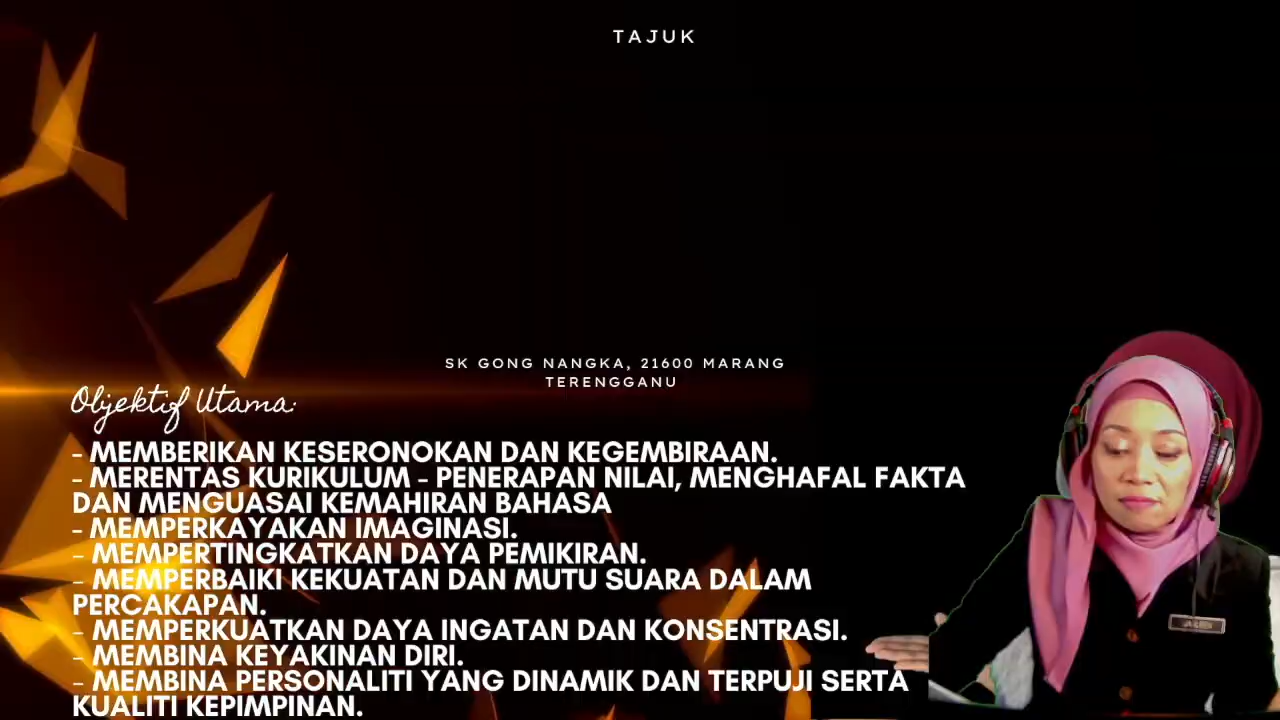 TAJUK
SK GONG NANGKA, 21600 MARANG
TERENGGANU
Objektif Utama:
- MEMBERIKAN KESERONOKAN DAN KEGEMBIRAAN.
- MERENTAS KURIKULUM - PENERAPAN NILAI, MENGHAFAL FAKTA
DAN MENGUASAI KEMAHIRAN BAHASA
- MEMPERKAYAKAN IMAGINASI.
- MEMPERTINGKATKAN DAYA PEMIKIRAN.
- MEMPERBAIKI KEKUATAN DAN MUTU SUARA DALAM
PERCAKAPAN.
- MEMPERKUATKAN DAYA INGATAN DAN KONSENTRASI.
- MEMBINA KEYAKINAN DIRI.
- MEMBINA PERSONALITI YANG DINAMIK DAN TERPUJI SERTA
KUALITI KEPIMPINAN.